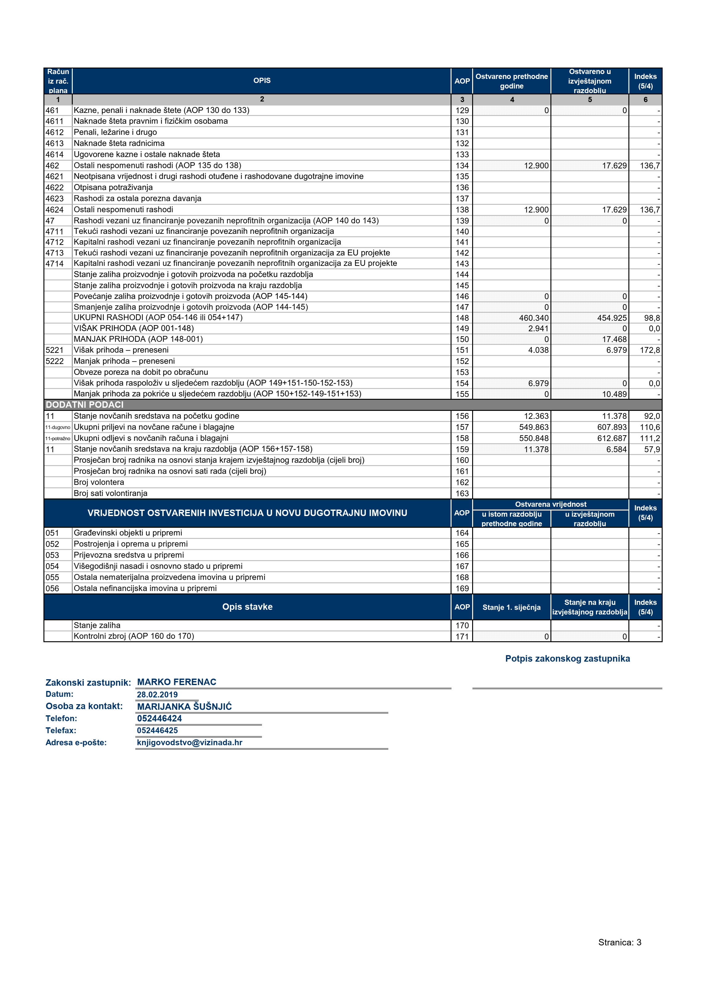 Račun iz rač. plana OPIS AOP Ostvareno prethodne godine Ostvareno u izvještajnom razdoblju Indeks (5/4)
1 2 3 4 5 6
461 Kazne, penali i naknade štete (AOP 130 do 133) 129 0 0 -
4611 Naknade šteta pravnim i fizičkim osobama 130 -
4612 Penali, ležarine i drugo 131 -
4613 Naknade šteta radnicima 132 -
4614 Ugovorene kazne i ostale naknade šteta 133 -
462 Ostali nespomenuti rashodi (AOP 135 do 138) 134 12.900 17.629 136,7
4621 Neotpisana vrijednost i drugi rashodi otuđene i rashodovane dugotrajne imovine 135 -
4622 Otpisana potraživanja 136 -
4623 Rashodi za ostala porezna davanja 137 -
4624 Ostali nespomenuti rashodi 138 12.900 17.629 136,7
47 Rashodi vezani uz financiranje povezanih neprofitnih organizacija (AOP 140 do 143) 139 0 0 -
4711 Tekući rashodi vezani uz financiranje povezanih neprofitnih organizacija 140 -
4712 Kapitalni rashodi vezani uz financiranje povezanih neprofitnih organizacija 141 -
4713 Tekući rashodi vezani uz financiranje povezanih neprofitnih organizacija za EU projekte 142 -
4714 Kapitalni rashodi vezani uz financiranje povezanih neprofitnih organizacija za EU projekte 143 -
Stanje zaliha proizvodnje i gotovih proizvoda na početku razdoblja 144 -
Stanje zaliha proizvodnje i gotovih proizvoda na kraju razdoblja 145 -
Povećanje zaliha proizvodnje i gotovih proizvoda (AOP 145-144) 146 0 0 -
Smanjenje zaliha proizvodnje i gotovih proizvoda (AOP 144-145) 147 0 0 -
UKUPNI RASHODI (AOP 054-146 ili 054+147) 148 460.340 454.925 98,8
VIŠAK PRIHODA (AOP 001-148) 149 2.941 0 0,0
MANJAK PRIHODA (AOP 148-001) 150 0 17.468 -
5221 Višak prihoda – preneseni 151 4.038 6.979 172,8
5222 Manjak prihoda – preneseni 152 -
Obveze poreza na dobit po obračunu 153 -
Višak prihoda raspoloživ u sljedećem razdoblju (AOP 149+151-150-152-153) 154 6.979 0 0,0
Manjak prihoda za pokriće u sljedećem razdoblju (AOP 150+152-149-151+153) 155 0 10.489 -
DODATNI PODACI
11 Stanje novčanih sredstava na početku godine 156 12.363 11.378 92,0
11-dugovno Ukupni priljevi na novčane račune i blagajne 157 549.863 607.893 110,6
11-potražno Ukupni odljevi s novčanih računa i blagajni 158 550.848 612.687 111,2
11 Stanje novčanih sredstava na kraju razdoblja (AOP 156+157-158) 159 11.378 6.584 57,9
Prosječan broj radnika na osnovi stanja krajem izvještajnog razdoblja (cijeli broj) 160 -
Prosječan broj radnika na osnovi sati rada (cijeli broj) 161 -
Broj volontera 162 -
Broj sati volontiranja 163 -
VRIJEDNOST OSTVARENIH INVESTICIJA U NOVU DUGOTRAJNU IMOVINU AOP Ostvarena vrijednost u istom razdoblju prethodne godine u izvještajnom razdoblju Indeks (5/4)
051 Građevinski objekti u pripremi 164 -
052 Postrojenja i oprema u pripremi 165 -
053 Prijevozna sredstva u pripremi 166 -
054 Višegodišnji nasadi i osnovno stado u pripremi 167 -
055 Ostala nematerijalna proizvedena imovina u pripremi 168 -
056 Ostala nefinancijska imovina u pripremi 169 -
Opis stavke AOP Stanje 1. siječnja Stanje na kraju izvještajnog razdoblja Indeks (5/4)
Stanje zaliha 170 -
Kontrolni zbroj (AOP 160 do 170) 171 0 0 -
Potpis zakonskog zastupnika
Zakonski zastupnik: MARKO FERENAC
Datum: 28.02.2019
Osoba za kontakt: MARIJANKA ŠUŠNJIĆ
Telefon: 052446424
Telefax: 052446425
Adresa e-pošte: knjigovodstvo@vizinada.hr
Stranica: 3